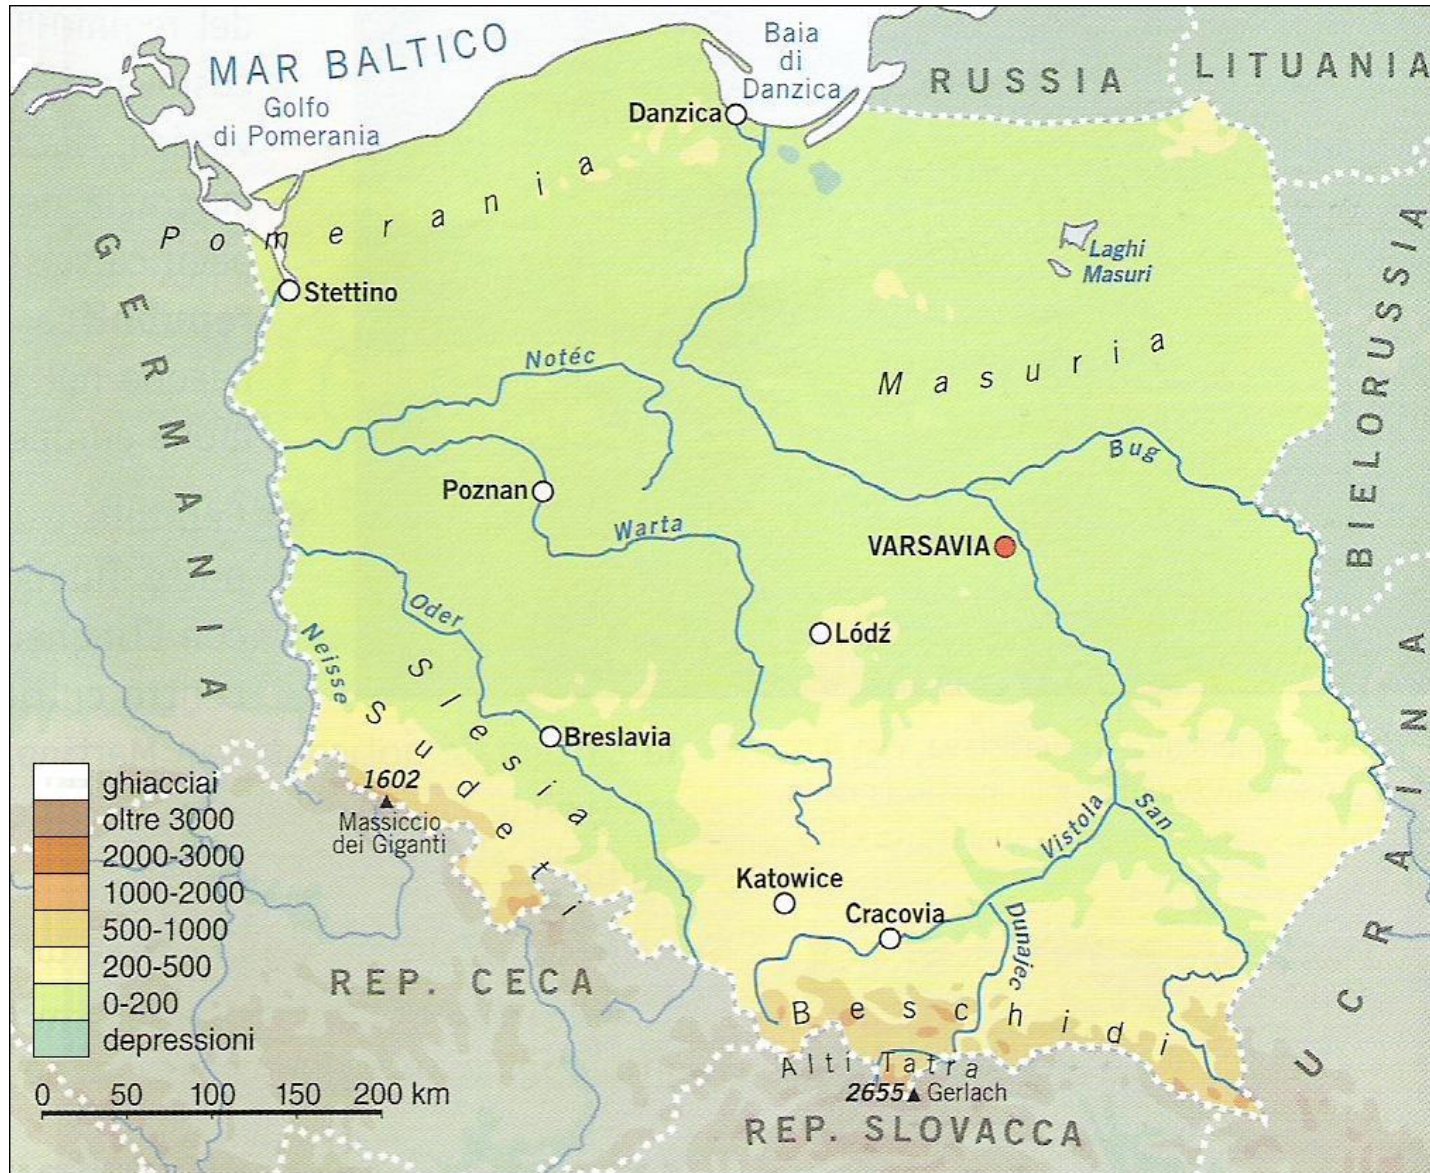 MAR BALTICO
Golfo
di Pomerania
Baia
di
Danzica
RUSSIA
LITUANIA
Danzica
Pomerania
Stettino
Laghi
Masuri
Masuria
GERMANIA
BIELORUSSIA
Notéc
Bug
Poznan
Warta
VARSAVIA
Oder
Neisse
Lódź
Slesia
Sudeti
Breslavia
1602
Massiccio
dei Giganti
UCRAINA
Vistola
San
Katowice
Cracovia
Dunajec
REP. CECA
Beschidi
Alti Tatra
2655 Gerlach
REP. SLOVACCA
ghiacciai
oltre 3000
2000-3000
1000-2000
500-1000
200-500
0-200
depressioni
0 50 100 150 200 km